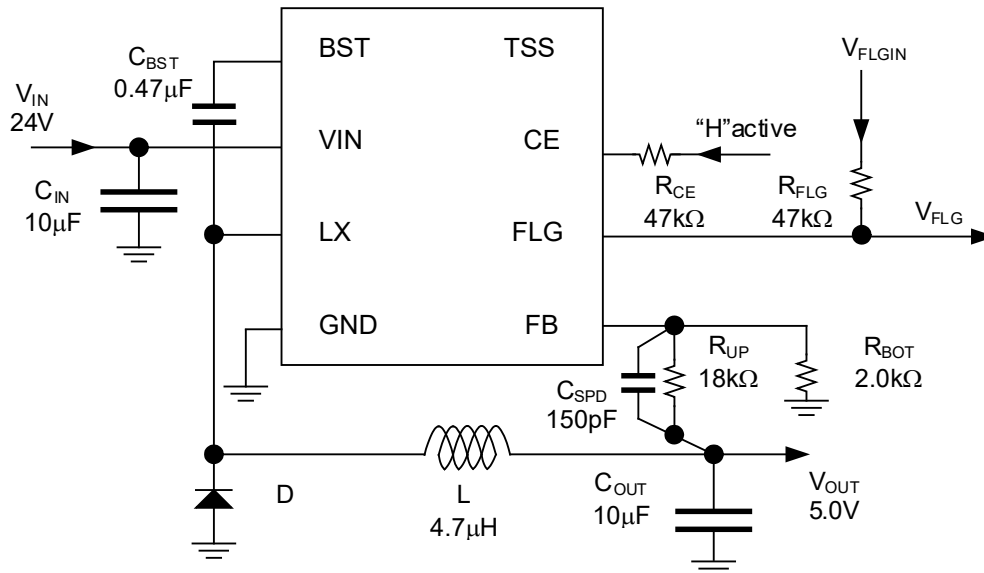 BST
TSS
C_BST
0.47μF
V_FLGIN
V_IN
24V
VIN
CE
“H”active
C_IN
10μF
R_CE
47kΩ
R_FLG
47kΩ
LX
FLG
V_FLG
GND
FB
R_UP
18kΩ
R_BOT
2.0kΩ
C_SPD
150pF
D
L
4.7μH
C_OUT
10μF
V_OUT
5.0V